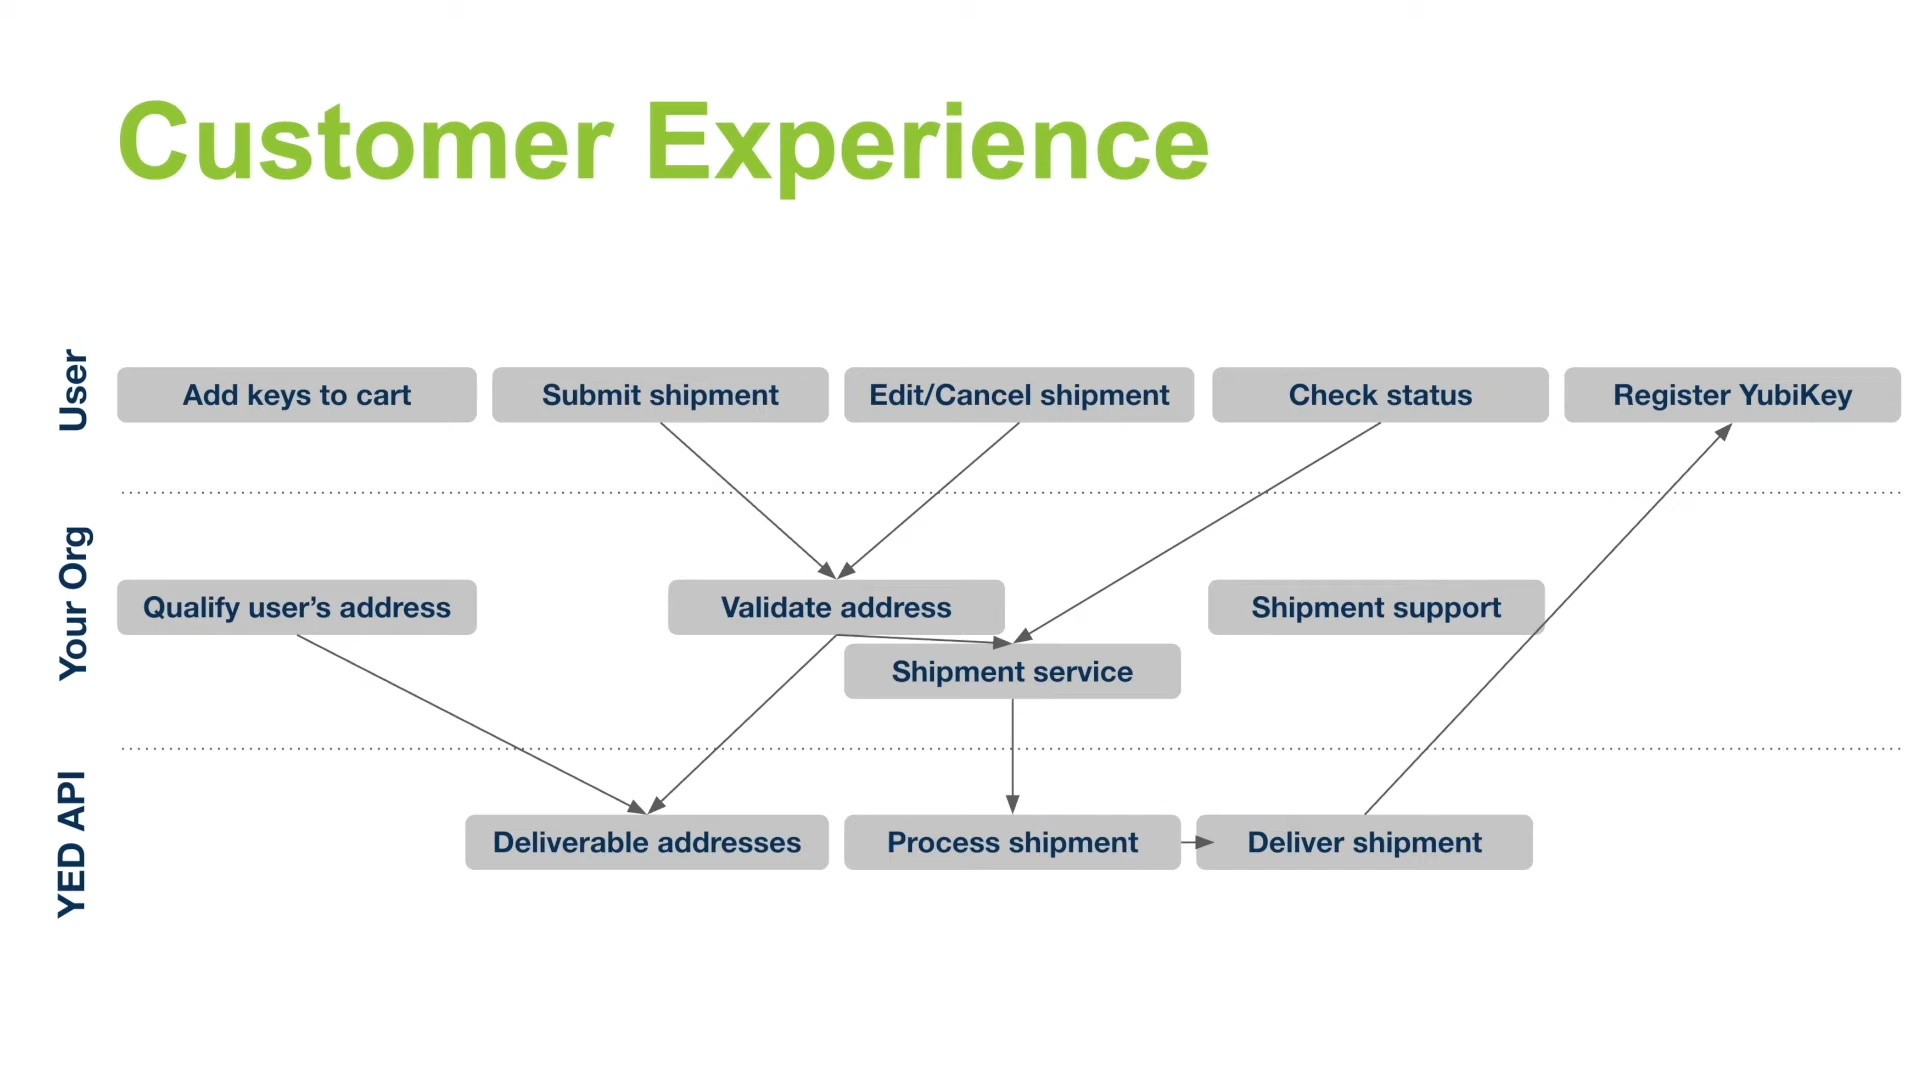 Customer Experience
User
Add keys to cart
Submit shipment
Edit/Cancel shipment
Check status
Register YubiKey
Your Org
Qualify user’s address
Validate address
Shipment support
Shipment service
YED API
Deliverable addresses
Process shipment
Deliver shipment